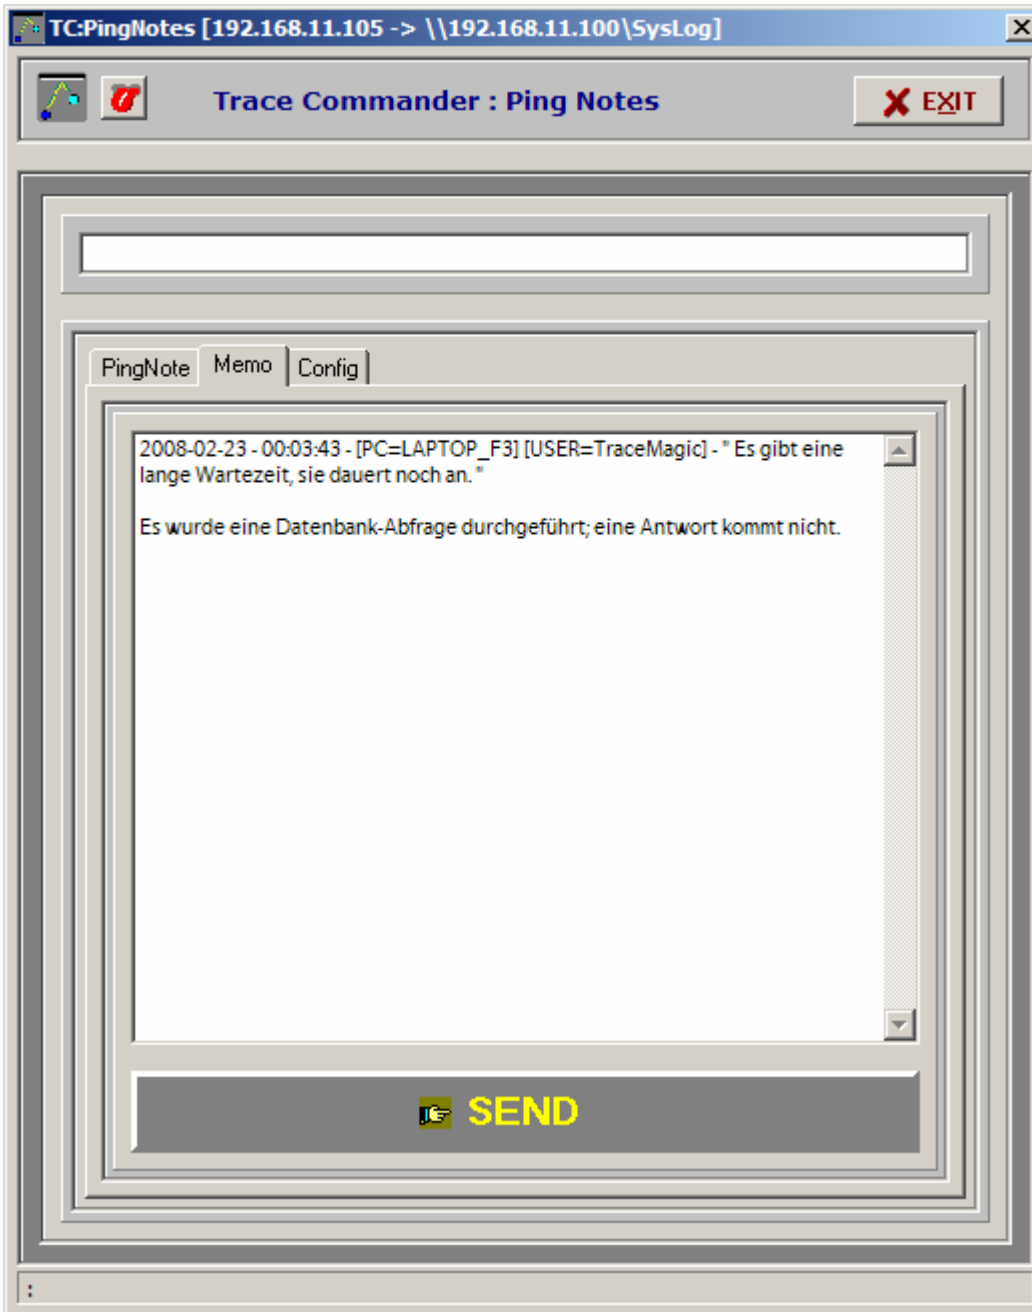 TC:PingNotes [192.168.11.105 -> \\192.168.11.100\SysLog]
Trace Commander : Ping Notes
EXIT
PingNote Memo Config
2008-02-23 - 00:03:43 - [PC=LAPTOP_F3] [USER=TraceMagic] - " Es gibt eine
lange Wartezeit, sie dauert noch an. "
Es wurde eine Datenbank-Abfrage durchgeführt; eine Antwort kommt nicht.
SEND
: